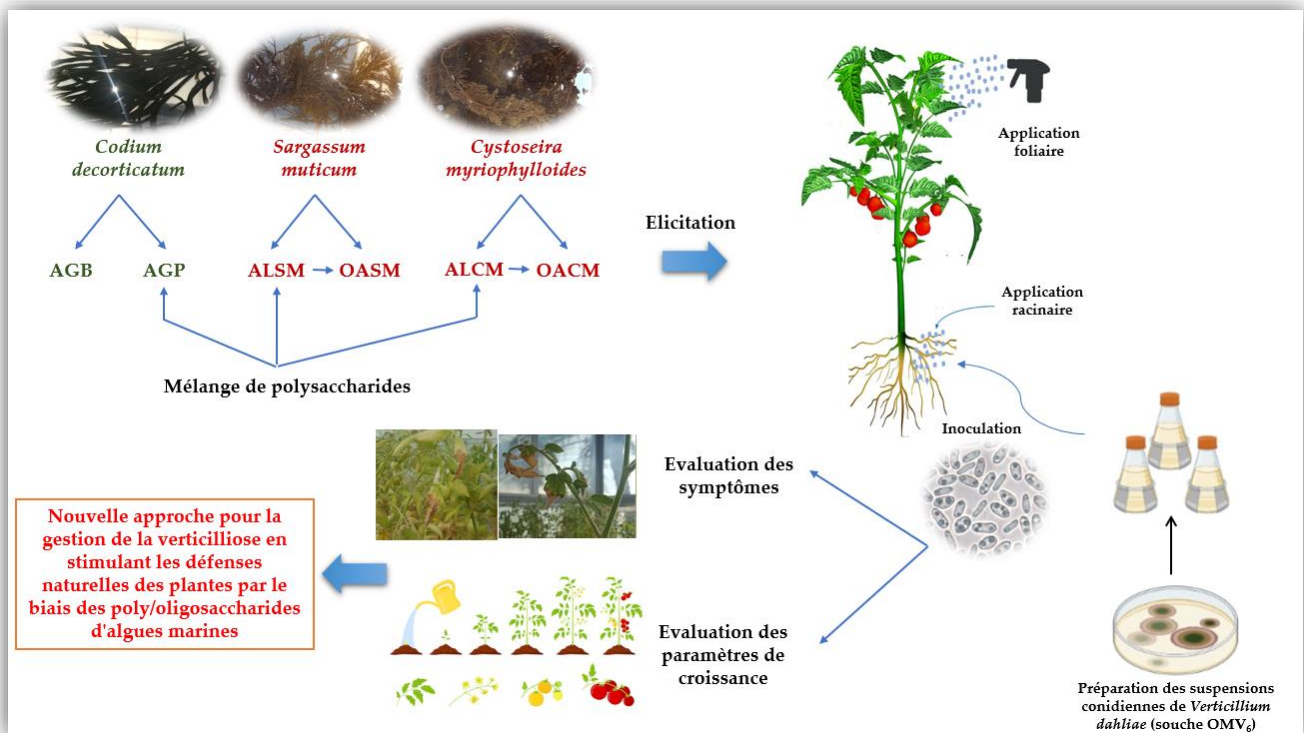 Codium
decorticatum
Sargassum
muticum
Cystoseira
myriophylloides
AGB
AGP
ALSM
OASM
ALCM
OACM
Mélange de polysaccharides
Elicitation
Application
foliaire
Application
racinaire
Inoculation
Evaluation des
symptômes
Evaluation des
paramètres de
croissance
Nouvelle approche pour la
gestion de la verticilliose en
stimulant les défenses
naturelles des plantes par le
biais des poly/oligosaccharides
d'algues marines
Préparation des suspensions
conidiennes de Verticillium
dahliae (souche OMV₆)